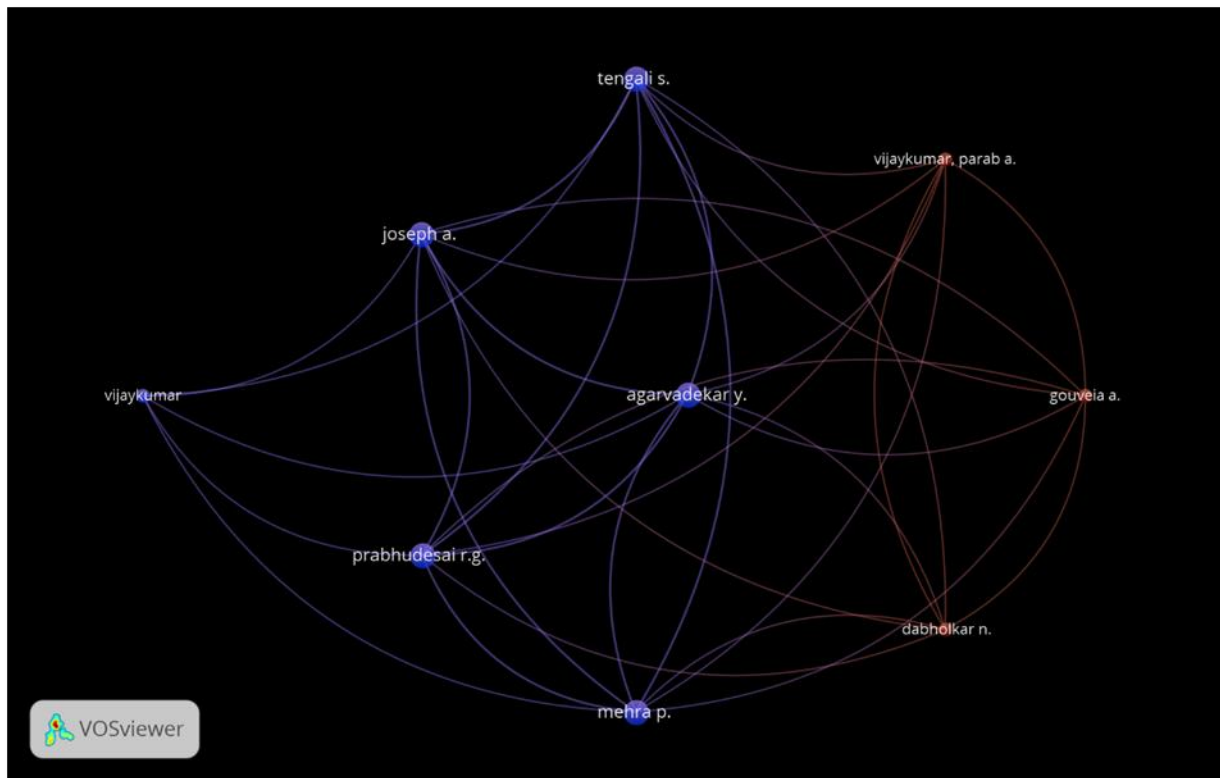 tengali s.
vijaykumar, parab a.
joseph a.
vijaykumar
agarvadekar y.
gouveia a.
prabhudesai r.g.
dabholkar n.
mehra p.
VOSviewer